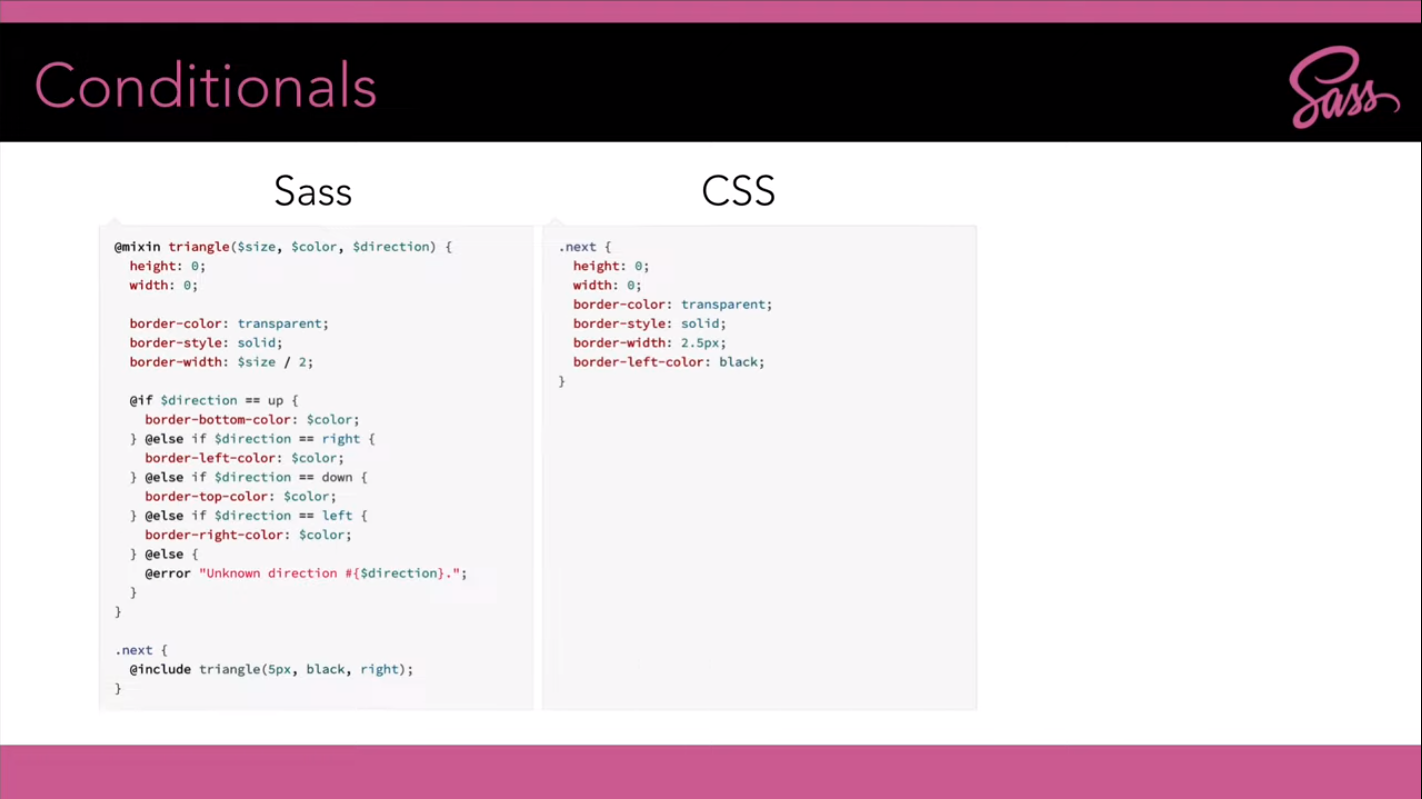 Conditionals
Sass
Sass
CSS
@mixin triangle($size, $color, $direction) {
  height: 0;
  width: 0;

  border-color: transparent;
  border-style: solid;
  border-width: $size / 2;

  @if $direction == up {
    border-bottom-color: $color;
  } @else if $direction == right {
    border-left-color: $color;
  } @else if $direction == down {
    border-top-color: $color;
  } @else if $direction == left {
    border-right-color: $color;
  } @else {
    @error "Unknown direction #{$direction}.";
  }
}

.next {
  @include triangle(5px, black, right);
}
.next {
  height: 0;
  width: 0;
  border-color: transparent;
  border-style: solid;
  border-width: 2.5px;
  border-left-color: black;
}